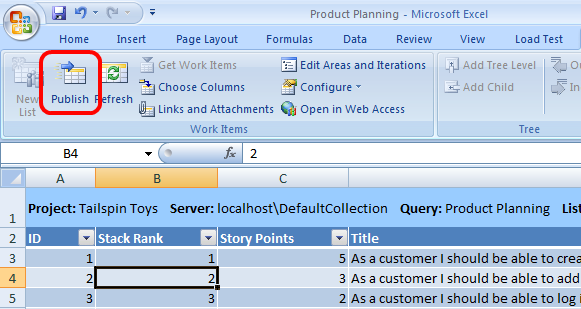 Product Planning - Microsoft Excel
Home Insert Page Layout Formulas Data Review View Load Test
New List
Publish
Refresh
Get Work Items
Choose Columns
Links and Attachments
Edit Areas and Iterations
Configure
Open in Web Access
Add Tree Level
Add Child
Work Items
Tree
B4 fx 2
A B C
1 Project: Tailspin Toys Server: localhost\DefaultCollection Query: Product Planning
2 ID Stack Rank Story Points Title
3 1 1 5 As a customer I should be able to
4 2 2 3 As a customer I should be able to add
5 3 3 2 As a customer I should be able to log